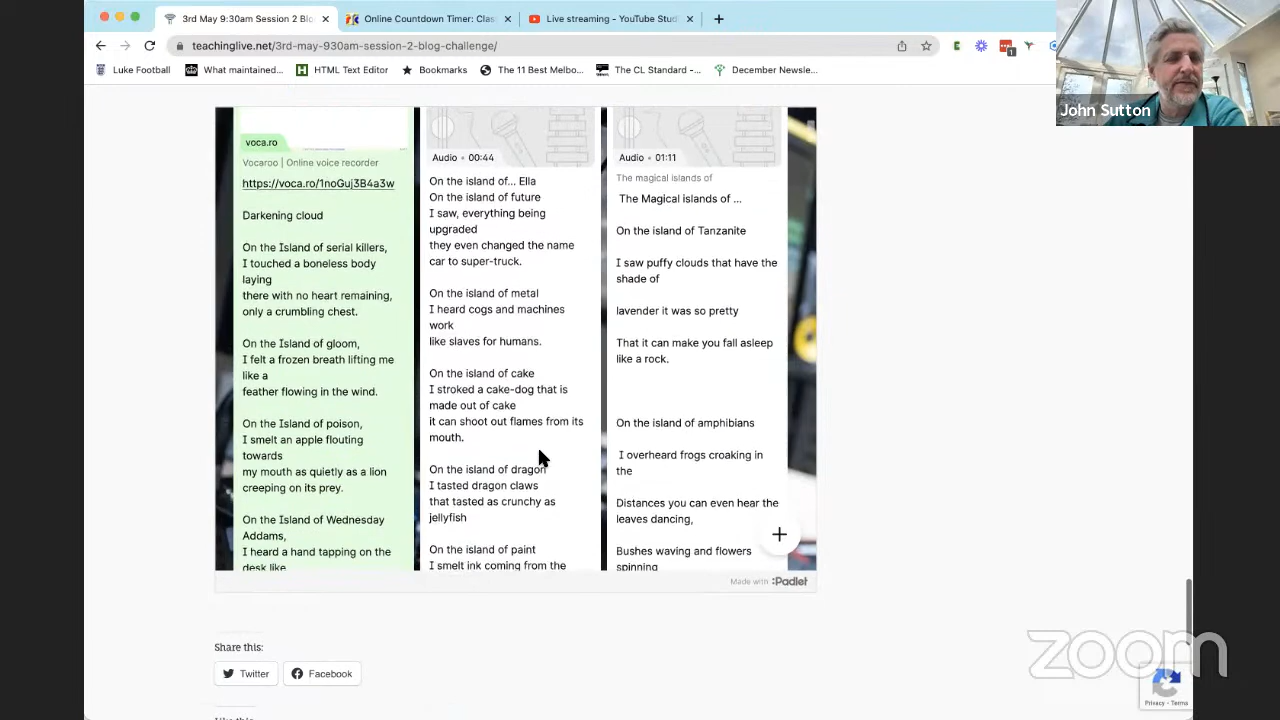 3rd May 9:30am Session 2 Blo
Online Countdown Timer: Clas
Live streaming - YouTube Stud
teachinglive.net/3rd-may-930am-session-2-blog-challenge/
1
Luke Football
What maintained...
HTML Text Editor
Bookmarks
The 11 Best Melbo...
The CL Standard -...
December Newsle...
John Sutton
voca.ro
Vocaroo | Online voice recorder
https://voca.ro/1noGuj3B4a3w
Darkening cloud
On the Island of serial killers,
I touched a boneless body
laying
there with no heart remaining,
only a crumbling chest.
On the Island of gloom,
I felt a frozen breath lifting me
like a
feather flowing in the wind.
On the Island of poison,
I smelt an apple flouting
towards
my mouth as quietly as a lion
creeping on its prey.
On the Island of Wednesday
Addams,
I heard a hand tapping on the
desk like
Audio • 00:44
On the island of... Ella
On the island of future
I saw, everything being
upgraded
they even changed the name
car to super-truck.
On the island of metal
I heard cogs and machines
work
like slaves for humans.
On the island of cake
I stroked a cake-dog that is
made out of cake
it can shoot out flames from its
mouth.
On the island of dragon
I tasted dragon claws
that tasted as crunchy as
jellyfish
On the island of paint
I smelt ink coming from the
Audio • 01:11
The magical islands of
The Magical islands of ...
On the island of Tanzanite
I saw puffy clouds that have the
shade of
lavender it was so pretty
That it can make you fall asleep
like a rock.
On the island of amphibians
I overheard frogs croaking in
the
Distances you can even hear the
leaves dancing,
Bushes waving and flowers
spinning
Made with :Padlet
Share this:
Twitter
Facebook
zoom
Privacy - Terms